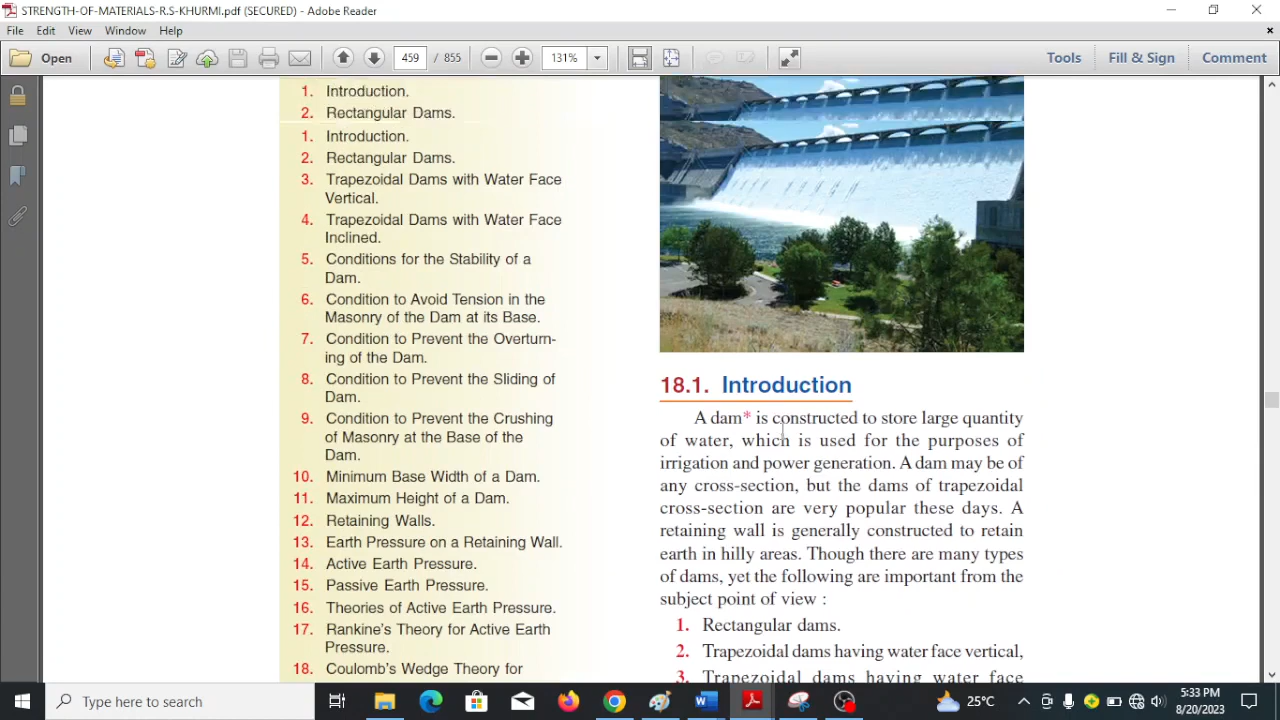 STRENGTH-OF-MATERIALS-R.S-KHURMI.pdf (SECURED) - Adobe Reader
File Edit View Window Help
Open 459 / 855 131% Tools Fill & Sign Comment
1. Introduction.
2. Rectangular Dams.
1. Introduction.
2. Rectangular Dams.
3. Trapezoidal Dams with Water Face
Vertical.
4. Trapezoidal Dams with Water Face
Inclined.
5. Conditions for the Stability of a
Dam.
6. Condition to Avoid Tension in the
Masonry of the Dam at its Base.
7. Condition to Prevent the Overturn-
ing of the Dam.
8. Condition to Prevent the Sliding of
Dam.
9. Condition to Prevent the Crushing
of Masonry at the Base of the
Dam.
10. Minimum Base Width of a Dam.
11. Maximum Height of a Dam.
12. Retaining Walls.
13. Earth Pressure on a Retaining Wall.
14. Active Earth Pressure.
15. Passive Earth Pressure.
16. Theories of Active Earth Pressure.
17. Rankine's Theory for Active Earth
Pressure.
18. Coulomb's Wedge Theory for
18.1. Introduction
A dam* is constructed to store large quantity
of water, which is used for the purposes of
irrigation and power generation. A dam may be of
any cross-section, but the dams of trapezoidal
cross-section are very popular these days. A
retaining wall is generally constructed to retain
earth in hilly areas. Though there are many types
of dams, yet the following are important from the
subject point of view :
1. Rectangular dams.
2. Trapezoidal dams having water face vertical,
3. Trapezoidal dams having water face
Type here to search
25°C
5:33 PM
8/20/2023